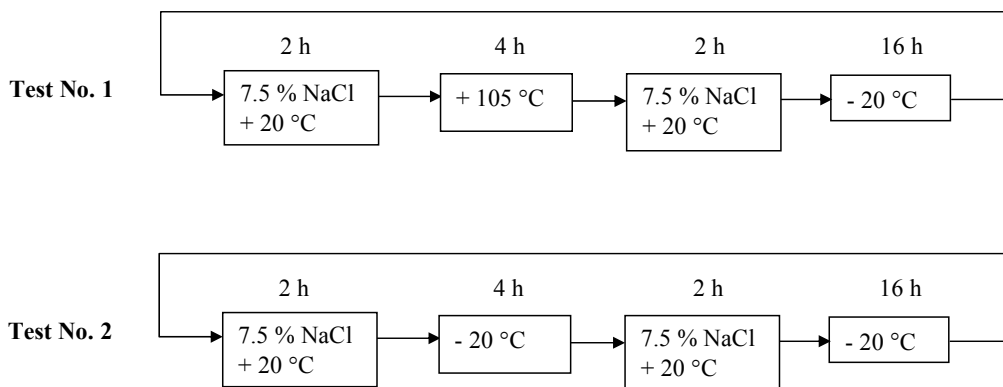 2 h 4 h 2 h 16 h
Test No. 1
7.5 % NaCl
+ 20 °C
+ 105 °C
7.5 % NaCl
+ 20 °C
- 20 °C
2 h 4 h 2 h 16 h
Test No. 2
7.5 % NaCl
+ 20 °C
- 20 °C
7.5 % NaCl
+ 20 °C
- 20 °C